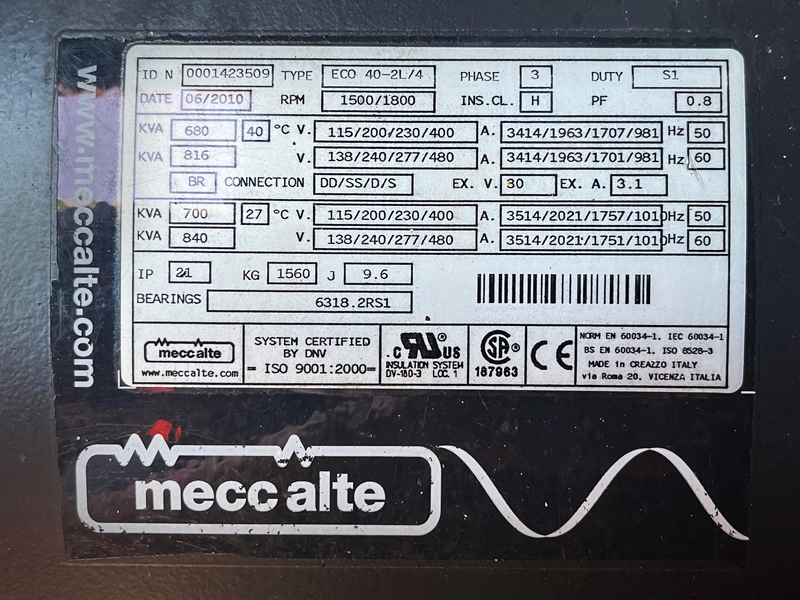 www.meccalte.com
ID N 0001423509 TYPE ECO 40-2L/4 PHASE 3 DUTY S1
DATE 06/2010 RPM 1500/1800 INS.CL. H PF 0.8
KVA 680 40 °C V. 115/200/230/400 A. 3414/1963/1707/981 Hz 50
KVA 816 V. 138/240/277/480 A. 3414/1963/1701/981 Hz 60
BR CONNECTION DD/SS/D/S EX. V. 30 EX. A. 3.1
KVA 700 27 °C V. 115/200/230/400 A. 3514/2021/1757/1010 Hz 50
KVA 840 V. 138/240/277/480 A. 3514/2021/1751/1010 Hz 60
IP 21 KG 1560 J 9.6
BEARINGS 6318.2RS1
meccalte
www.meccalte.com
SYSTEM CERTIFIED
BY DNV
= ISO 9001:2000=
c RU US
INSULATION SYSTEM
DV-180-3 LOC. 1
SA ®
187963
CE
NORM EN 60034-1, IEC 60034-1
BS EN 60034-1, ISO 8528-3
MADE in CREAZZO ITALY
via Roma 20, VICENZA ITALIA
mecc alte